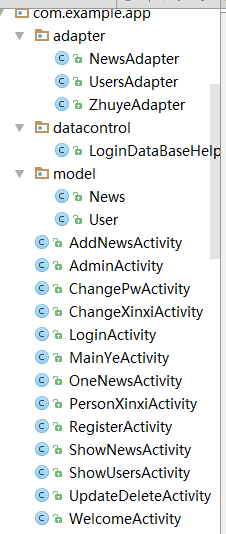 com.example.app
adapter
NewsAdapter
UsersAdapter
ZhuyeAdapter
datacontrol
LoginDataBaseHelp
model
News
User
AddNewsActivity
AdminActivity
ChangePwActivity
ChangeXinxiActivity
LoginActivity
MainYeActivity
OneNewsActivity
PersonXinxiActivity
RegisterActivity
ShowNewsActivity
ShowUsersActivity
UpdateDeleteActivity
WelcomeActivity